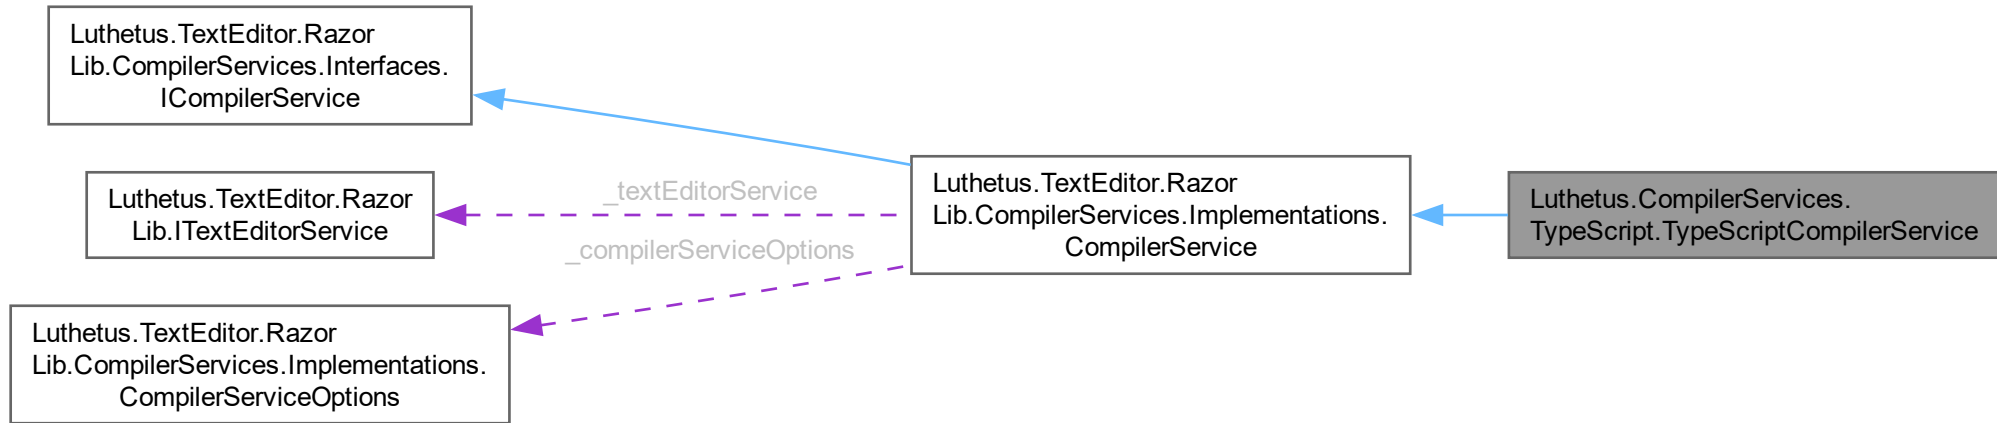 Luthetus.TextEditor.Razor
Lib.CompilerServices.Interfaces.
ICompilerService
Luthetus.TextEditor.Razor
Lib.ITextEditorService
Luthetus.TextEditor.Razor
Lib.CompilerServices.Implementations.
CompilerServiceOptions
_textEditorService
_compilerServiceOptions
Luthetus.TextEditor.Razor
Lib.CompilerServices.Implementations.
CompilerService
Luthetus.CompilerServices.
TypeScript.TypeScriptCompilerService